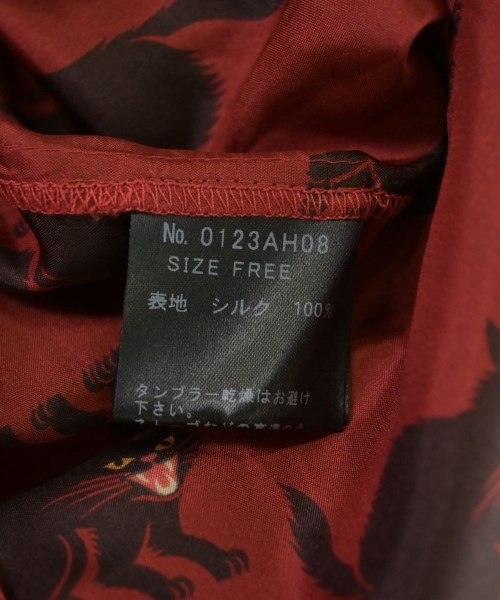 No. 0123AH08
SIZE FREE
表地 シルク 100%
タンブラー乾燥はお避け
下さい。